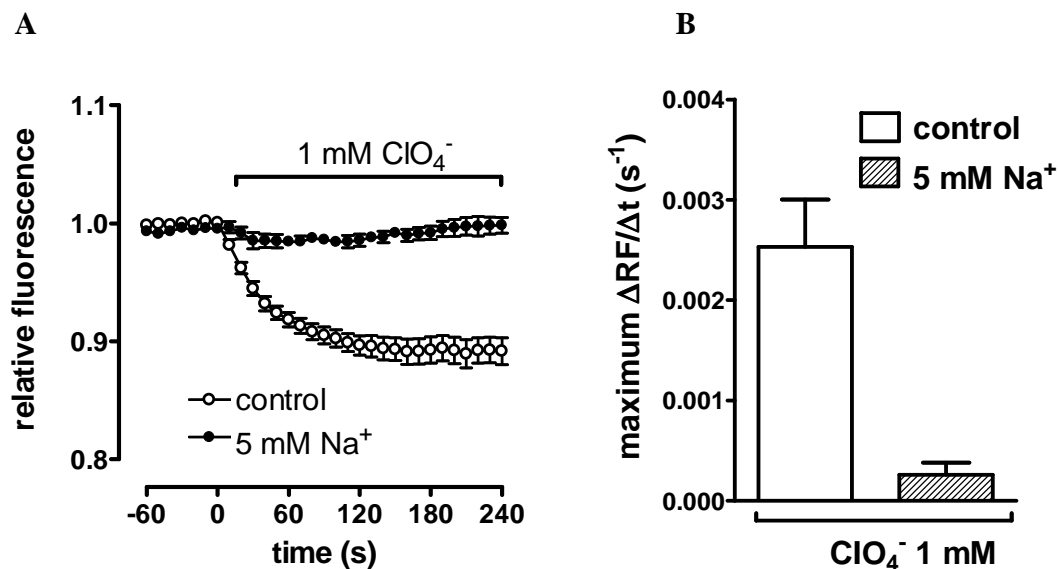 A
relative fluorescence
1.1
1.0
0.9
0.8
1 mM ClO₄⁻
control
5 mM Na⁺
-60 0 60 120 180 240
time (s)
B
maximum ΔRF/Δt (s⁻¹)
0.004
0.003
0.002
0.001
0.000
control
5 mM Na⁺
ClO₄⁻ 1 mM